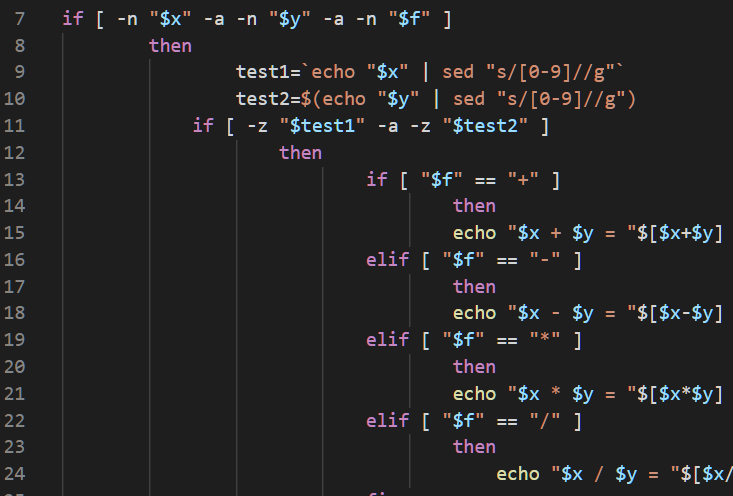 7 if [ -n "$x" -a -n "$y" -a -n "$f" ]
8 then
9 test1=`echo "$x" | sed "s/[0-9]//g"`
10 test2=$(echo "$y" | sed "s/[0-9]//g")
11 if [ -z "$test1" -a -z "$test2" ]
12 then
13 if [ "$f" == "+" ]
14 then
15 echo "$x + $y = "$[$x+$y]
16 elif [ "$f" == "-" ]
17 then
18 echo "$x - $y = "$[$x-$y]
19 elif [ "$f" == "*" ]
20 then
21 echo "$x * $y = "$[$x*$y]
22 elif [ "$f" == "/" ]
23 then
24 echo "$x / $y = "$[$x/